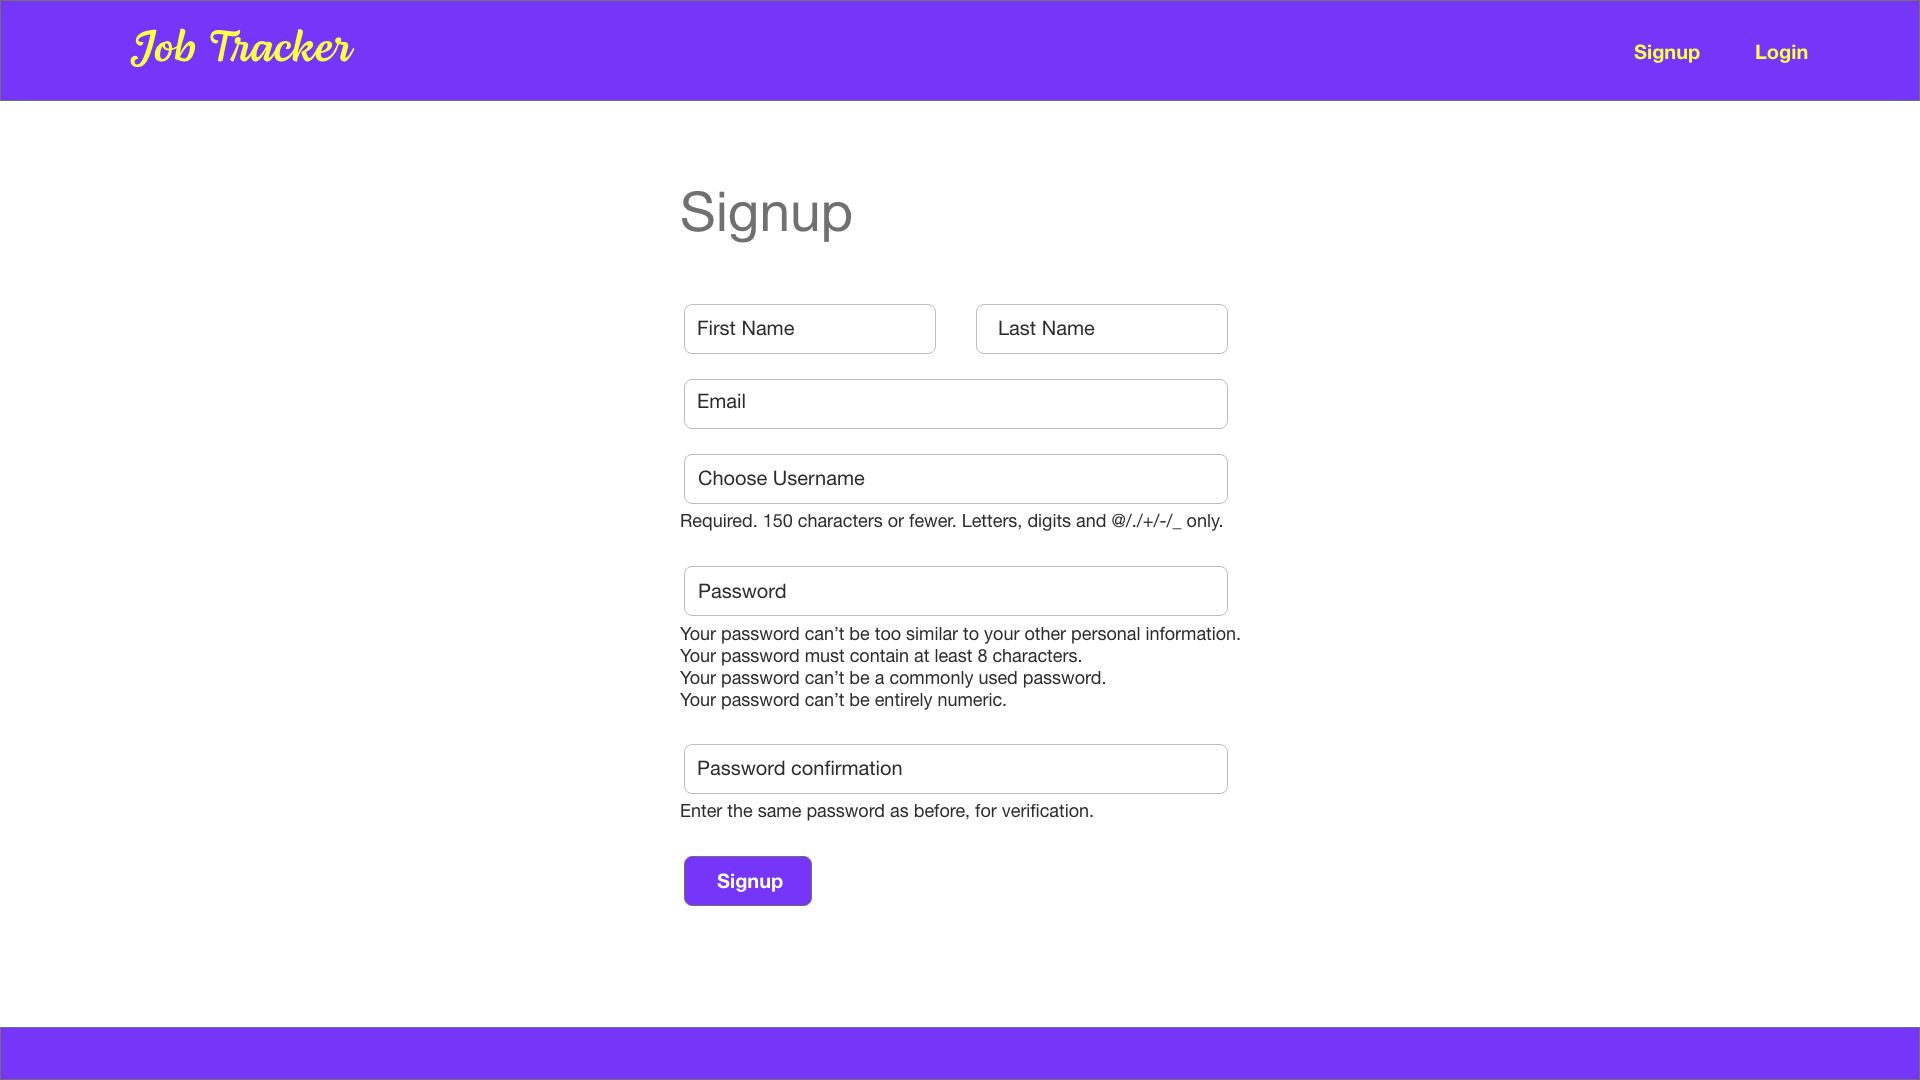 Job Tracker
Signup
Login
Signup
First Name
Last Name
Email
Choose Username
Required. 150 characters or fewer. Letters, digits and @/./+/-/_ only.
Password
Your password can’t be too similar to your other personal information.
Your password must contain at least 8 characters.
Your password can’t be a commonly used password.
Your password can’t be entirely numeric.
Password confirmation
Enter the same password as before, for verification.
Signup